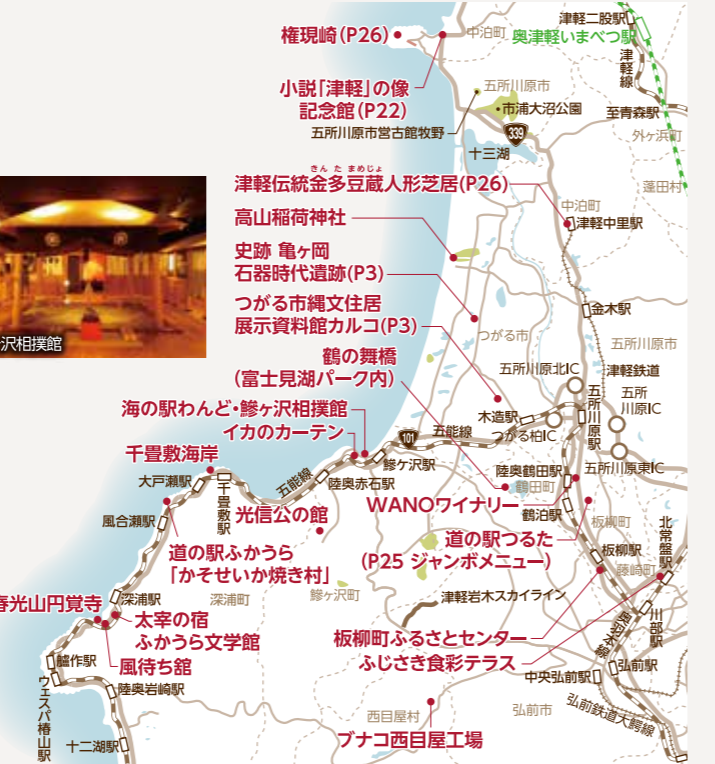 権現崎(P26)
中泊町
津軽二股駅
奥津軽いまべつ駅
津軽線
小説「津軽」の像
記念館(P22)
五所川原市
市浦大沼公園
至青森駅
五所川原市営古館牧野
339
外ヶ浜町
十三湖
蓬田村
きん た まめじょ
津軽伝統金多豆蔵人形芝居(P26)
中泊町
津軽中里駅
高山稲荷神社
史跡 亀ヶ岡
石器時代遺跡(P3)
金木駅
つがる市縄文住居
展示資料館カルコ(P3)
つがる市
五所川原市
沢相撲館
鶴の舞橋
(富士見湖パーク内)
五所川原北IC
津軽鉄道
五所川原駅
五所
川原IC
海の駅わんど・鰺ヶ沢相撲館
イカのカーテン
木造駅
つがる柏IC
101
五能線
五所川原東IC
千畳敷海岸
鰺ヶ沢駅
陸奥鶴田駅
大戸瀬駅
五能線
陸奥赤石駅
鶴田町
千畳敷駅
WANOワイナリー
風合瀬駅
光信公の館
鶴泊駅
板柳町
北常盤駅
道の駅ふかうら
「かそせいか焼き村」
道の駅つるた
(P25 ジャンボメニュー)
板柳駅
藤崎町
春光山円覚寺
深浦駅
深浦町
鰺ヶ沢町
津軽岩木スカイライン
太宰の宿
ふかうら文学館
川部駅
奥羽本線
板柳町ふるさとセンター
風待ち舘
ふじさき食彩テラス
艫作駅
陸奥岩崎駅
中央弘前駅
弘前駅
ウェスパ椿山駅
西目屋村
弘前市
弘前鉄道大鰐線
十二湖駅
ブナコ西目屋工場